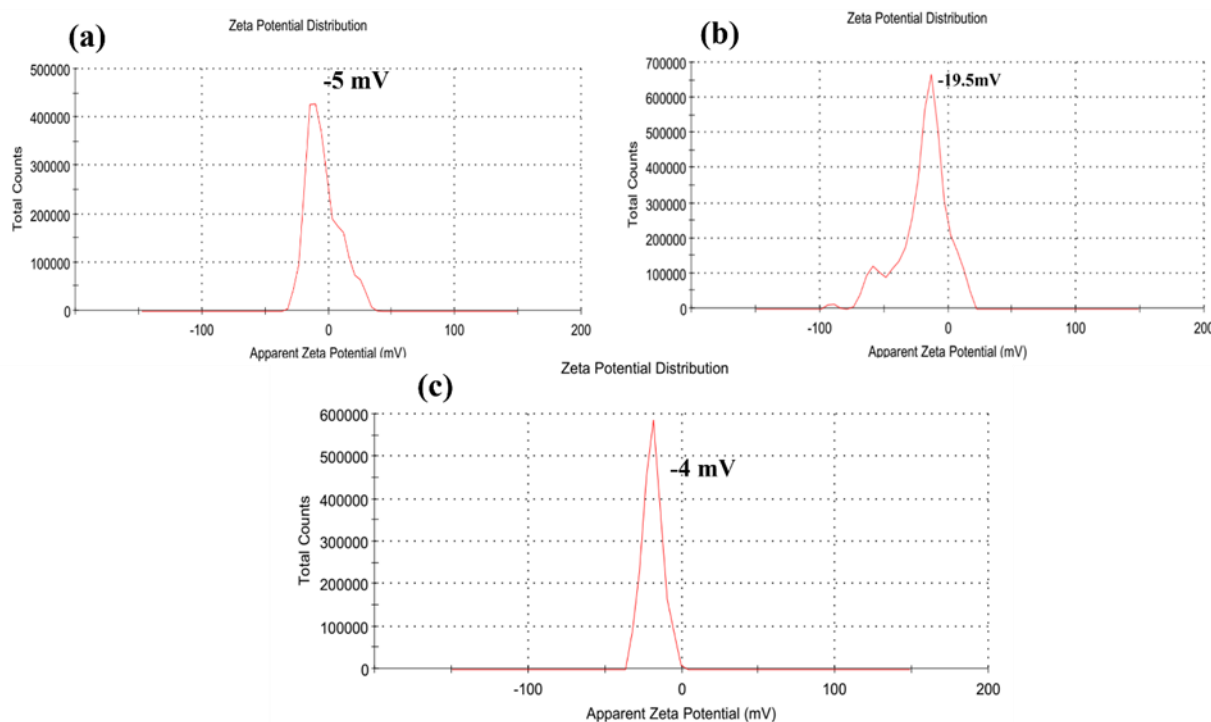 (a)
Zeta Potential Distribution
-5 mV
500000
400000
300000
200000
100000
0
Total Counts
-100
0
100
200
Apparent Zeta Potential (mV)
(b)
Zeta Potential Distribution
-19.5mV
700000
600000
500000
400000
300000
200000
100000
0
Total Counts
-100
0
100
200
Apparent Zeta Potential (mV)
(c)
Zeta Potential Distribution
-4 mV
600000
500000
400000
300000
200000
100000
0
Total Counts
-100
0
100
200
Apparent Zeta Potential (mV)